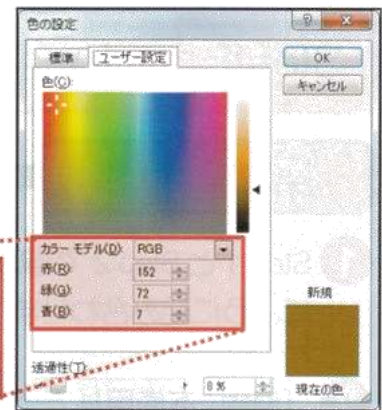 色の設定
標準 ユーザー設定
OK
キャンセル
色(C):
カラー モデル(D): RGB
赤(R): 152
緑(G): 72
青(B): 7
新規
透過性(T):
0 %
現在の色